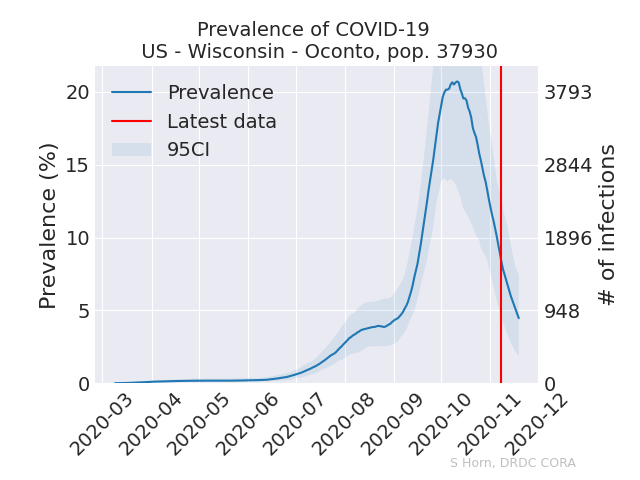 Prevalence of COVID-19
US - Wisconsin - Oconto, pop. 37930
Prevalence
Latest data
95CI
Prevalence (%)
20
15
10
5
0
3793
2844
1896
948
0
# of infections
2020-03
2020-04
2020-05
2020-06
2020-07
2020-08
2020-09
2020-10
2020-11
2020-12
S Horn, DRDC CORA